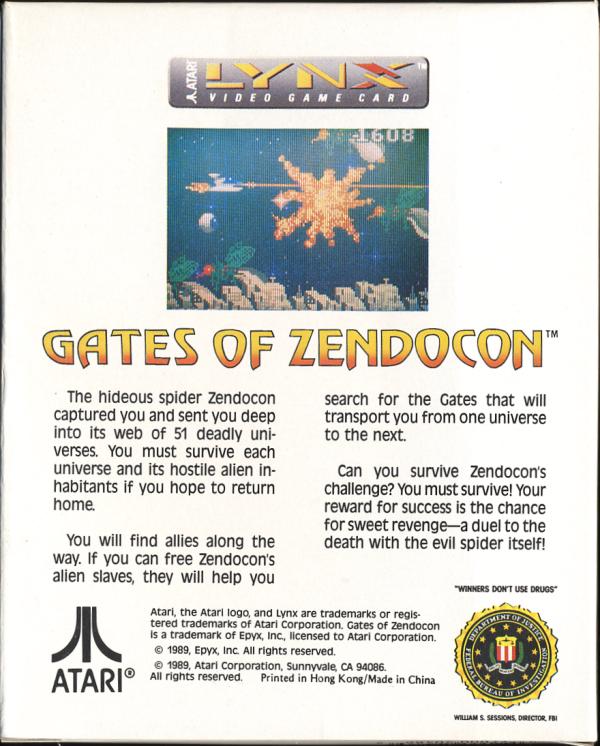 ATARI
LYNX™
VIDEO GAME CARD
1608
GATES OF ZENDOCON™
The hideous spider Zendocon
captured you and sent you deep
into its web of 51 deadly uni-
verses. You must survive each
universe and its hostile alien in-
habitants if you hope to return
home.
You will find allies along the
way. If you can free Zendocon's
alien slaves, they will help you
search for the Gates that will
transport you from one universe
to the next.
Can you survive Zendocon's
challenge? You must survive! Your
reward for success is the chance
for sweet revenge—a duel to the
death with the evil spider itself!
ATARI®
Atari, the Atari logo, and Lynx are trademarks or regis-
tered trademarks of Atari Corporation. Gates of Zendocon
is a trademark of Epyx, Inc., licensed to Atari Corporation.
© 1989, Epyx, Inc. All rights reserved.
© 1989, Atari Corporation, Sunnyvale, CA 94086.
All rights reserved. Printed in Hong Kong/Made in China
"WINNERS DON'T USE DRUGS"
DEPARTMENT OF JUSTICE
FEDERAL BUREAU OF INVESTIGATION
WILLIAM S. SESSIONS, DIRECTOR, FBI